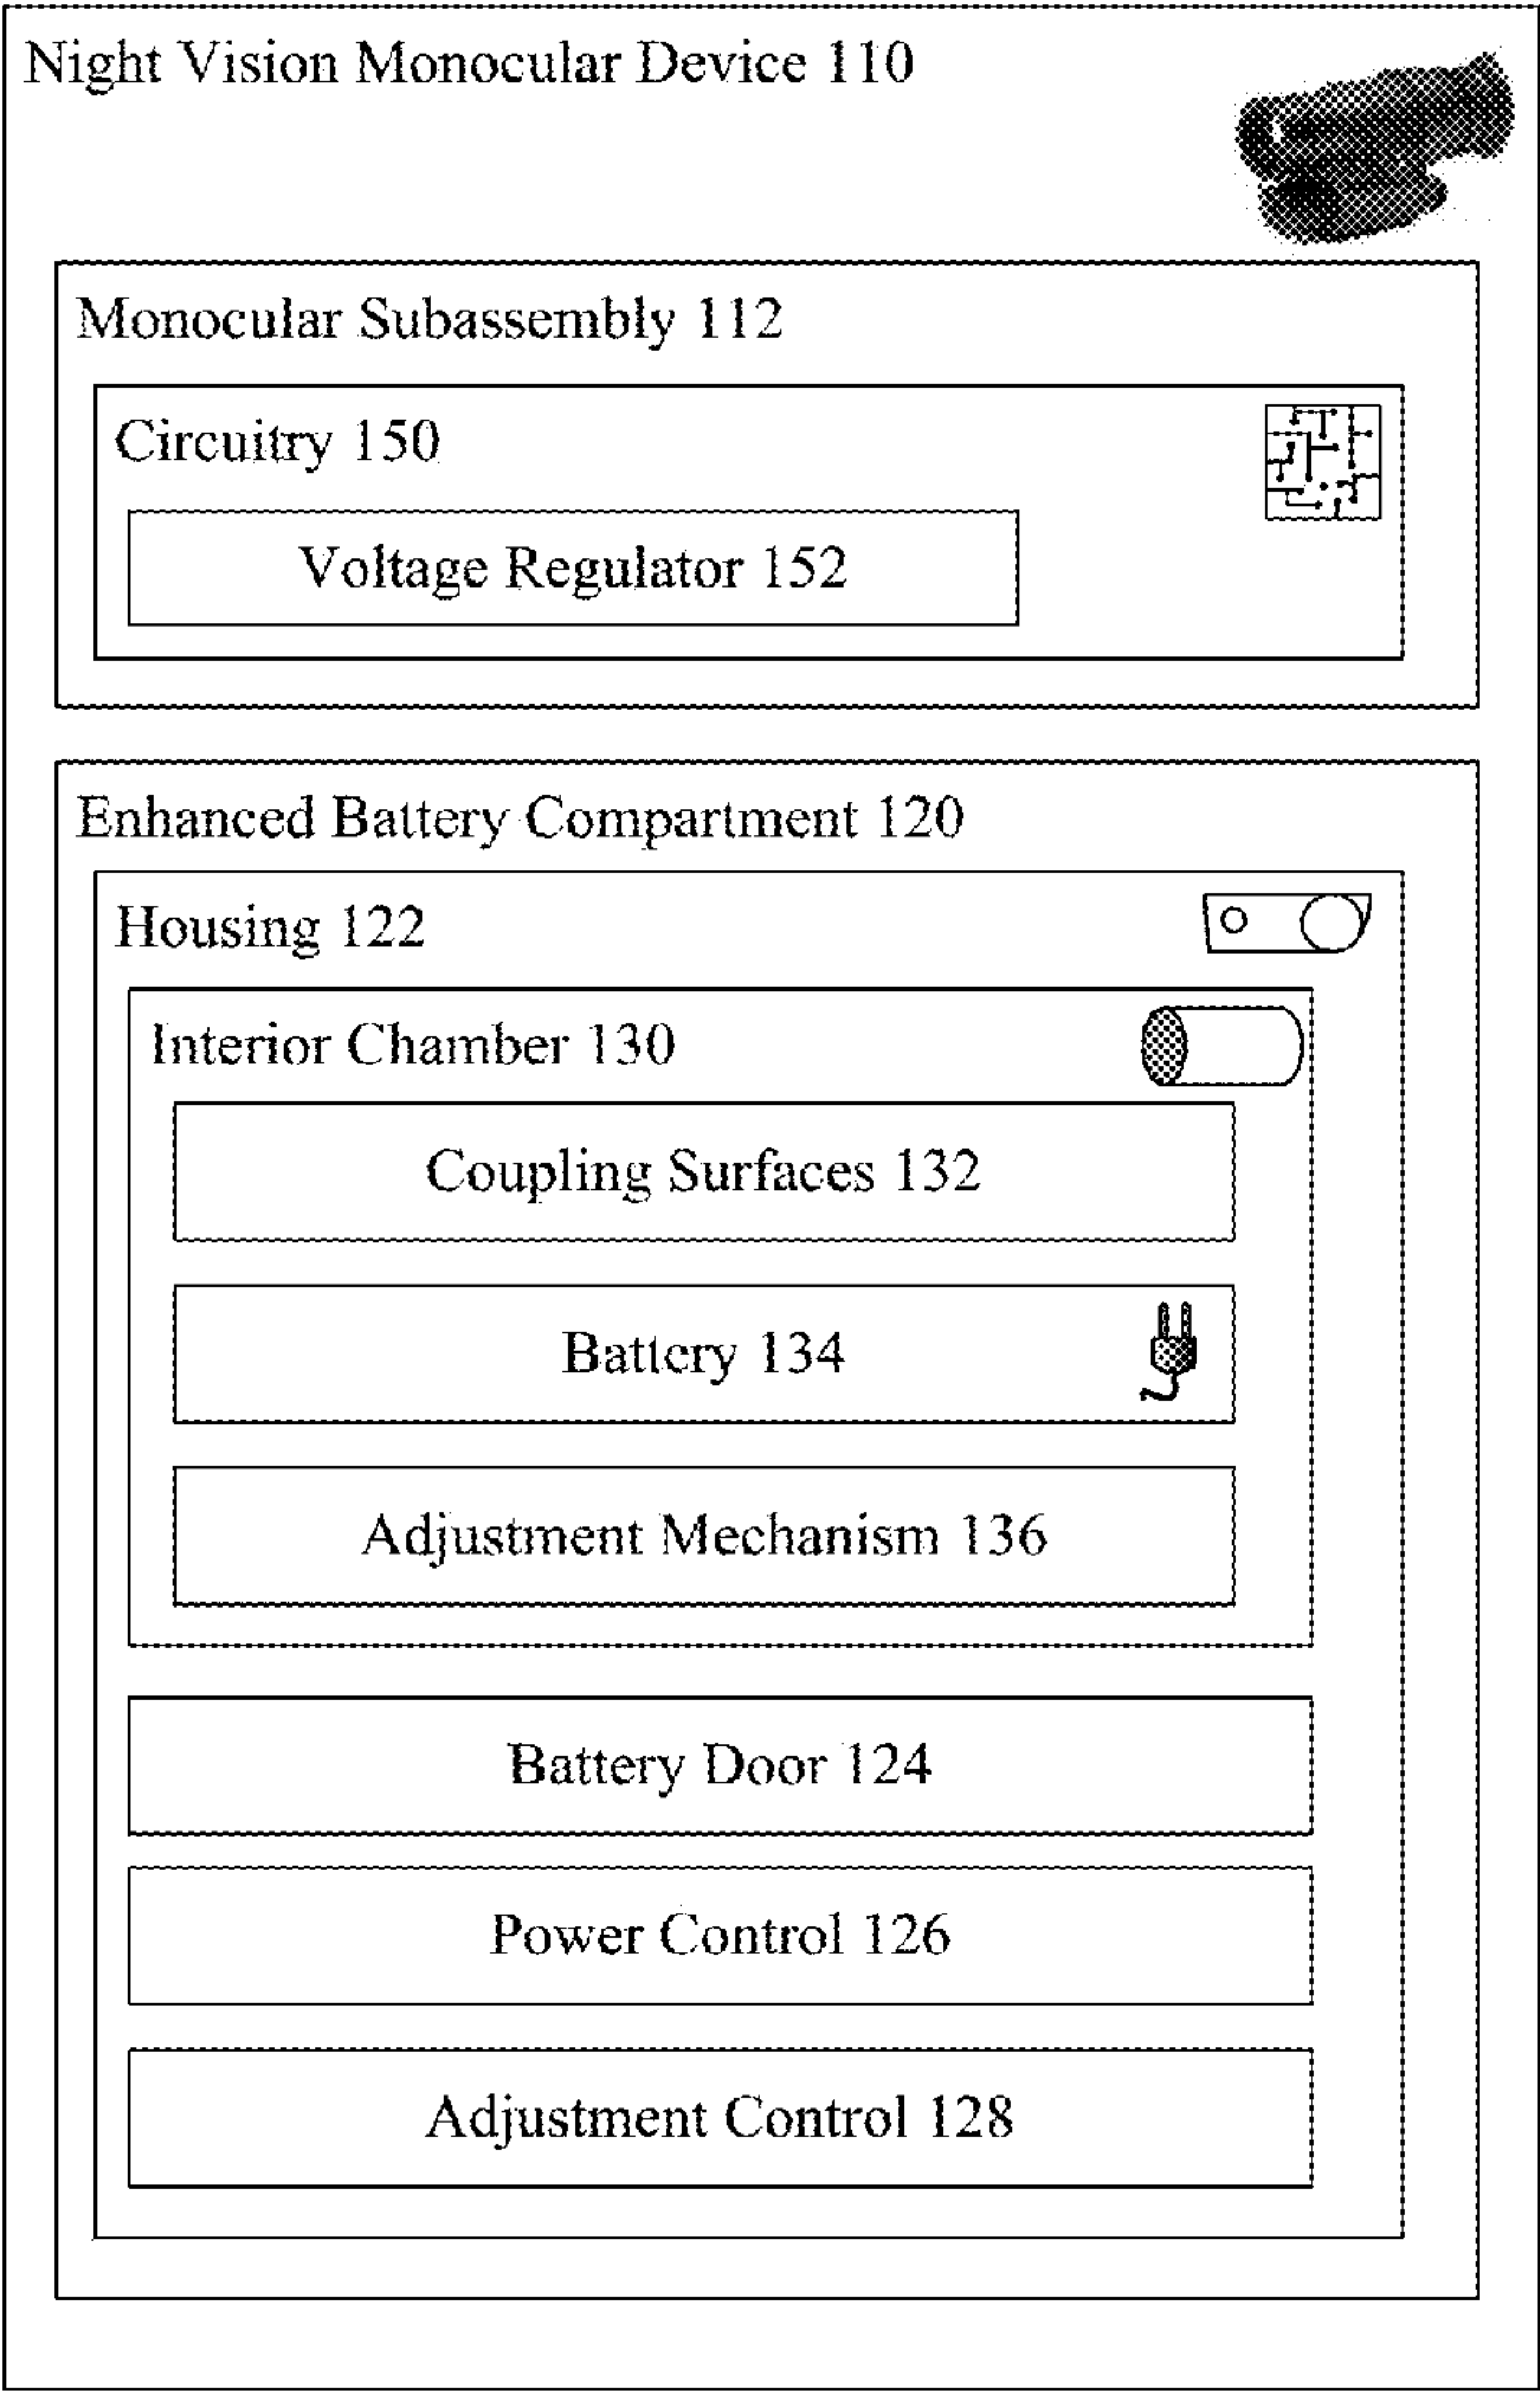 Night Vision Monocular Device 110
Monocular Subassembly 112
Circuitry 150
Voltage Regulator 152
Enhanced Battery Compartment 120
Housing 122
Interior Chamber 130
Coupling Surfaces 132
Battery 134
Adjustment Mechanism 136
Battery Door 124
Power Control 126
Adjustment Control 128